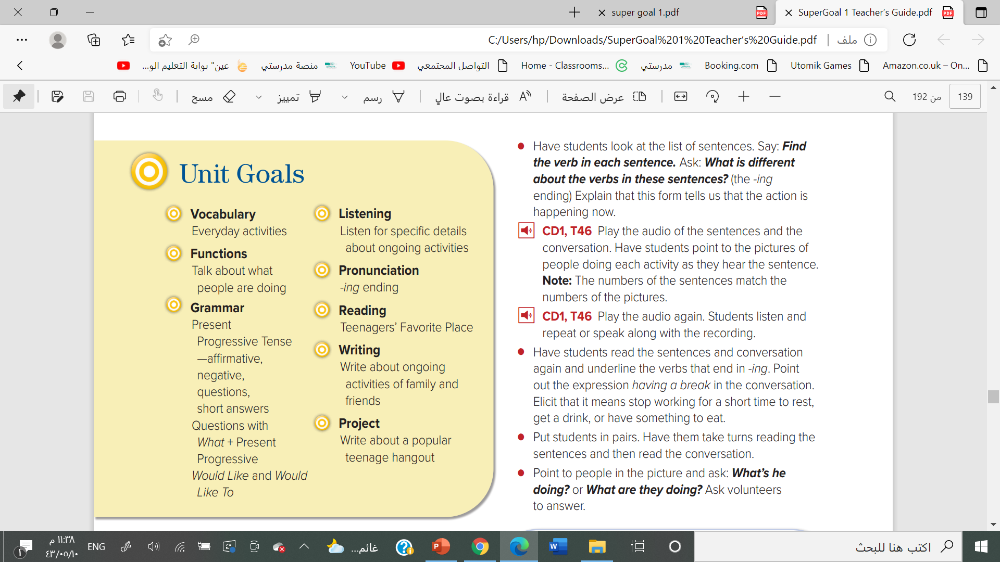 super goal 1.pdf
SuperGoal 1 Teacher's Guide.pdf
C:/Users/hp/Downloads/SuperGoal%201%20Teacher's%20Guide.pdf
ملف
عين" بوابة التعليم الو...
منصة مدرستي
YouTube
التواصل المجتمعي
Home - Classrooms...
مدرستي
Booking.com
Utomik Games
Amazon.co.uk – On...
مسح
تمييز
رسم
قراءة بصوت عالٍ
عرض الصفحة
من 192
139
Unit Goals
Vocabulary
Everyday activities
Functions
Talk about what
people are doing
Grammar
Present
Progressive Tense
—affirmative,
negative,
questions,
short answers
Questions with
What + Present
Progressive
Would Like and Would
Like To
Listening
Listen for specific details
about ongoing activities
Pronunciation
-ing ending
Reading
Teenagers' Favorite Place
Writing
Write about ongoing
activities of family and
friends
Project
Write about a popular
teenage hangout
Have students look at the list of sentences. Say: Find
the verb in each sentence. Ask: What is different
about the verbs in these sentences? (the -ing
ending) Explain that this form tells us that the action is
happening now.
CD1, T46 Play the audio of the sentences and the
conversation. Have students point to the pictures of
people doing each activity as they hear the sentence.
Note: The numbers of the sentences match the
numbers of the pictures.
CD1, T46 Play the audio again. Students listen and
repeat or speak along with the recording.
Have students read the sentences and conversation
again and underline the verbs that end in -ing. Point
out the expression having a break in the conversation.
Elicit that it means stop working for a short time to rest,
get a drink, or have something to eat.
Put students in pairs. Have them take turns reading the
sentences and then read the conversation.
Point to people in the picture and ask: What's he
doing? or What are they doing? Ask volunteers
to answer.
١١:٣٨ م
٤٣/٠٥/١٠
ENG
غائم...
اكتب هنا للبحث